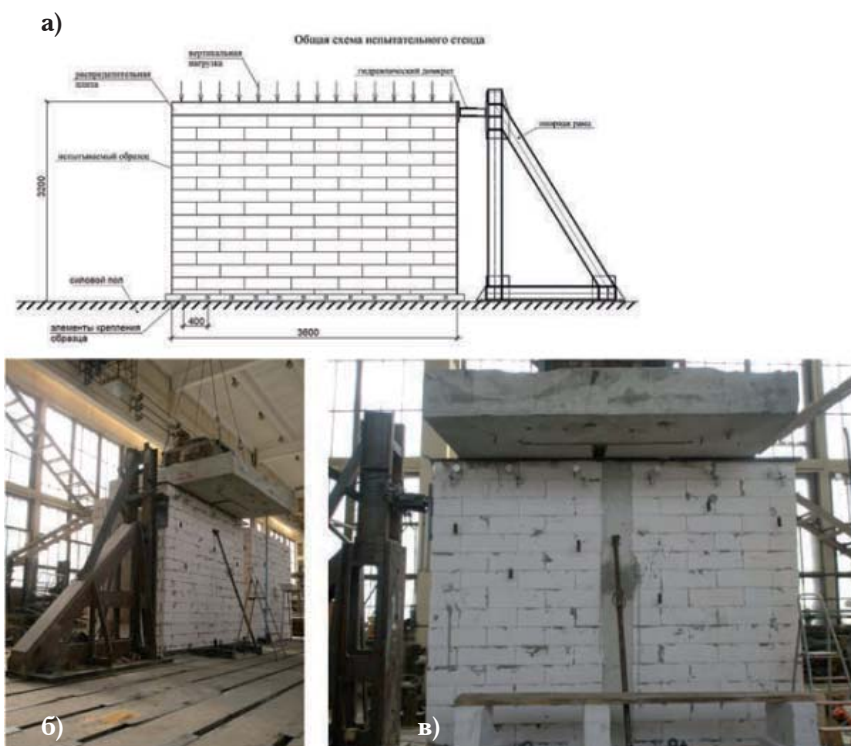 а)
Общая схема испытательного стенда
вертикальная
нагрузка
гидравлический домкрат
распределительная
плита
опорная рама
испытываемый образец
3200
силовой пол
400
элементы крепления
образца
3600
б)
в)